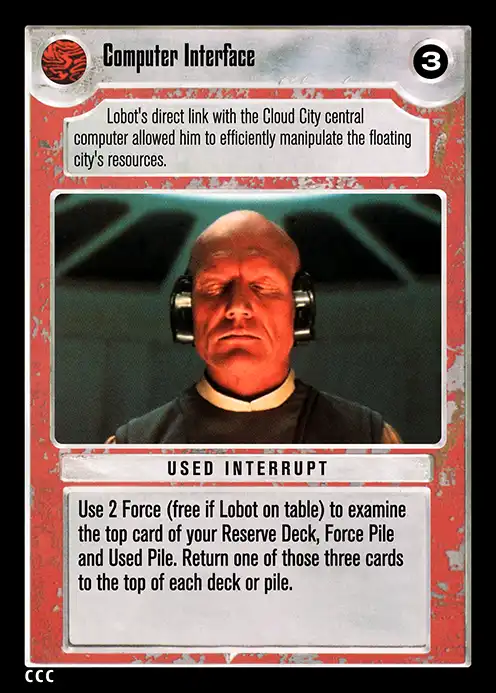 Computer Interface
3
Lobot's direct link with the Cloud City central
computer allowed him to efficiently manipulate the floating
city's resources.
USED INTERRUPT
Use 2 Force (free if Lobot on table) to examine
the top card of your Reserve Deck, Force Pile
and Used Pile. Return one of those three cards
to the top of each deck or pile.
CCC